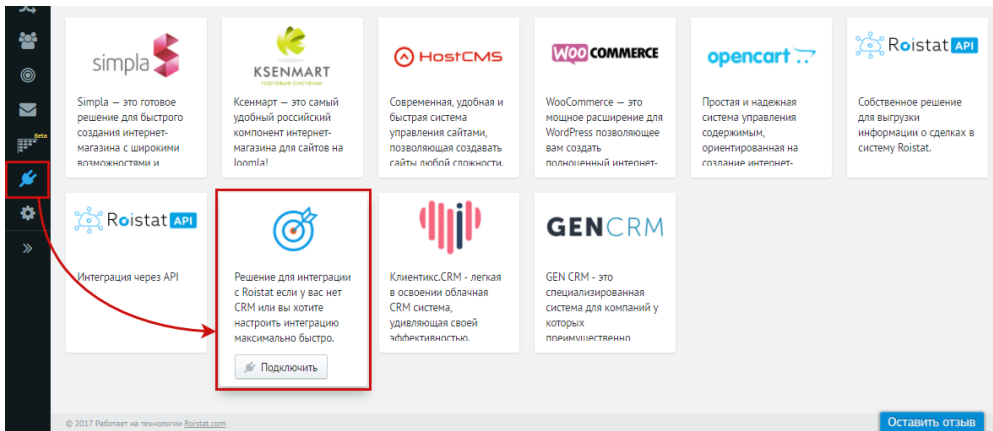 Beta
simpla
Simpla — это готовое
решение для быстрого
создания интернет-
магазина с широкими
возможностями и
KSENMART
ТОРГОВЫЕ СИСТЕМЫ
Ксенмарт — это самый
удобный российский
компонент интернет-
магазина для сайтов на
Joomla!
HOSTCMS
Современная, удобная и
быстрая система
управления сайтами,
позволяющая создавать
сайты любой сложности.
WOO COMMERCE
WooCommerce — это
мощное расширение для
WordPress позволяющее
вам создать
полноценный интернет-
opencart
Простая и надежная
система управления
содержимым,
ориентированная на
создание интернет-
Roistat API
Собственное решение
для выгрузки
информации о сделках в
систему Roistat.
Roistat API
Интеграция через API
Решение для интеграции
с Roistat если у вас нет
CRM или вы хотите
настроить интеграцию
максимально быстро.
Подключить
Клиентикс.CRM - легкая
в освоении облачная
CRM система,
удивляющая своей
эффективностью.
GENCRM
GEN CRM - это
специализированная
система для компаний у
которых
преимущественно
© 2017 Работает на технологии Roistat.com
Оставить отзыв